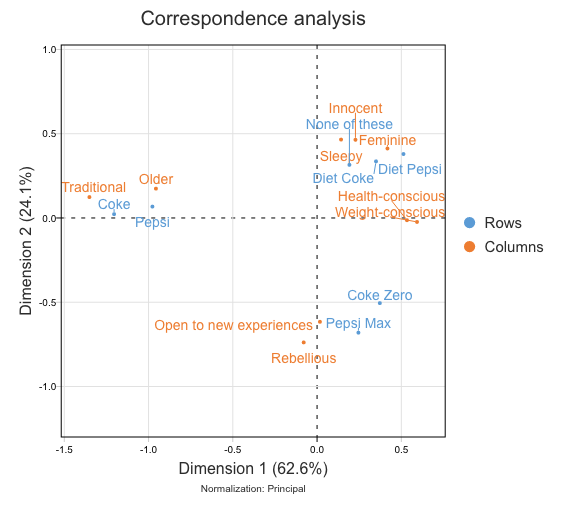 Correspondence analysis
1.0
Innocent
None of these
0.5
Feminine
Sleepy
Diet Pepsi
Diet Coke
Older
Traditional
Health-conscious
Coke
Weight-conscious
0.0
Pepsi
Rows
Columns
Dimension 2 (24.1%)
Coke Zero
-0.5
Open to new experiences
Pepsi Max
Rebellious
-1.0
-1.5 -1.0 -0.5 0.0 0.5
Dimension 1 (62.6%)
Normalization: Principal